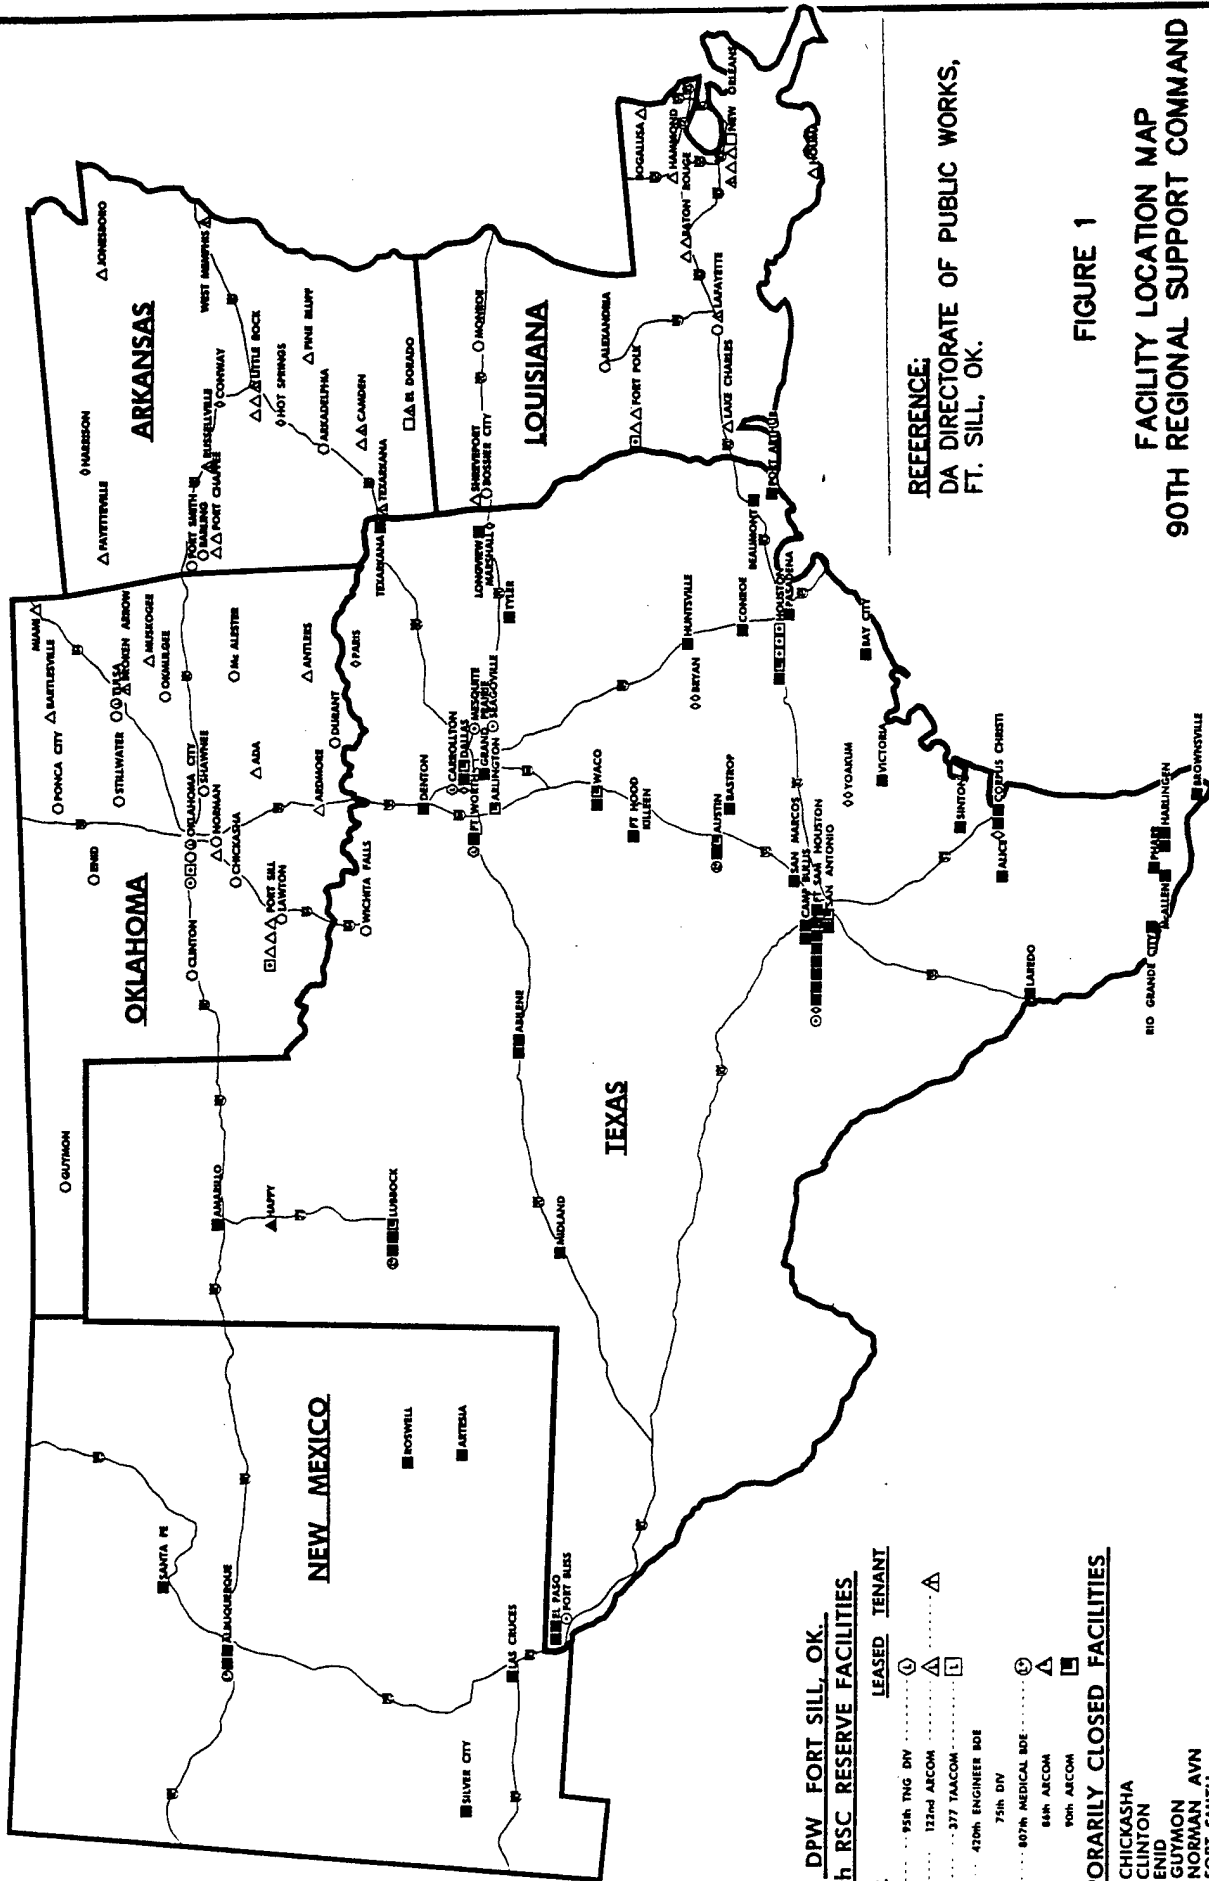 ARKANSAS
JONESBORO
HARRISON
FAYETTEVILLE
WEST MEMPHIS
RUSSELLVILLE
CONWAY
LITTLE ROCK
FORT SMITH
BARLING
FORT CHAFFEE
HOT SPRINGS
PINE BLUFF
ARKADELPHIA
CAMDEN
EL DORADO
TEXARKANA
LOUISIANA
MONROE
SHREVEPORT
BOSSIER CITY
ALEXANDRIA
FORT POLK
LAFAYETTE
LAKE CHARLES
BATON ROUGE
BOGALUSA
HAMMOND
NEW ORLEANS
OKLAHOMA
MIAMI
BARTLESVILLE
PONCA CITY
TULSA
BROKEN ARROW
STILLWATER
MUSKOGEE
OKMULGEE
ENID
OKLAHOMA CITY
SHAWNEE
NORMAN
Mc ALESTER
CHICKASHA
CLINTON
ADA
ANTLERS
FORT SILL
LAWTON
ARDMORE
DURANT
GUYMON
TEXAS
PARIS
WICHITA FALLS
TEXARKANA
DENTON
CARROLLTON
DALLAS
MESQUITE
GRAND PRAIRIE
SEAGOVILLE
FT WORTH
ARLINGTON
LONGVIEW
MARSHALL
TYLER
AMARILLO
HAPPY
LUBBOCK
ABILENE
MIDLAND
WACO
FT HOOD
KILLEEN
HUNTSVILLE
BRYAN
CONROE
AUSTIN
BASTROP
BEAUMONT
PORT ARTHUR
HOUSTON
PASADENA
SAN MARCOS
CAMP BULLIS
FT SAM HOUSTON
SAN ANTONIO
YOAKUM
BAY CITY
VICTORIA
SINTON
CORPUS CHRISTI
ALICE
LAREDO
RIO GRANDE CITY
McALLEN
PHARR
HARLINGEN
BROWNSVILLE
EL PASO
FORT BLISS
NEW MEXICO
SANTA FE
ALBUQUERQUE
ROSWELL
ARTESIA
LAS CRUCES
SILVER CITY
REFERENCE:
DA DIRECTORATE OF PUBLIC WORKS,
FT. SILL, OK.
FIGURE 1
FACILITY LOCATION MAP
90TH REGIONAL SUPPORT COMMAND
DPW FORT SILL, OK.
h RSC RESERVE FACILITIES
LEASED TENANT
95th TNG DIV
122nd ARCOM
377 TAACOM
420th ENGINEER BDE
75th DIV
807th MEDICAL BDE
86th ARCOM
90th ARCOM
ORARILY CLOSED FACILITIES
CHICKASHA
CLINTON
ENID
GUYMON
NORMAN AVN